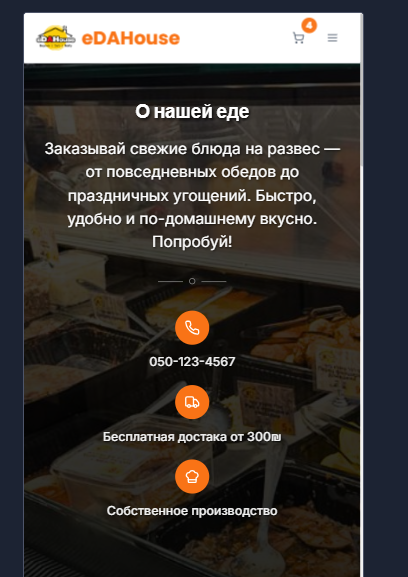 eDAHouse
4
О нашей еде
Заказывай свежие блюда на развес —
от повседневных обедов до
праздничных угощений. Быстро,
удобно и по-домашнему вкусно.
Попробуй!
050-123-4567
Бесплатная достака от 300₪
Собственное производство